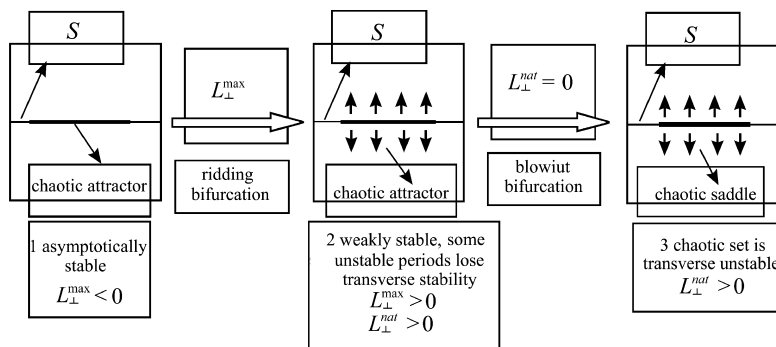 S
chaotic attractor
1 asymptotically
stable
L⊥^max < 0
L⊥^max
ridding
bifurcation
S
chaotic attractor
2 weakly stable, some
unstable periods lose
transverse stability
L⊥^max > 0
L⊥^nat > 0
L⊥^nat = 0
blowiut
bifurcation
S
chaotic saddle
3 chaotic set is
transverse unstable
L⊥^nat > 0